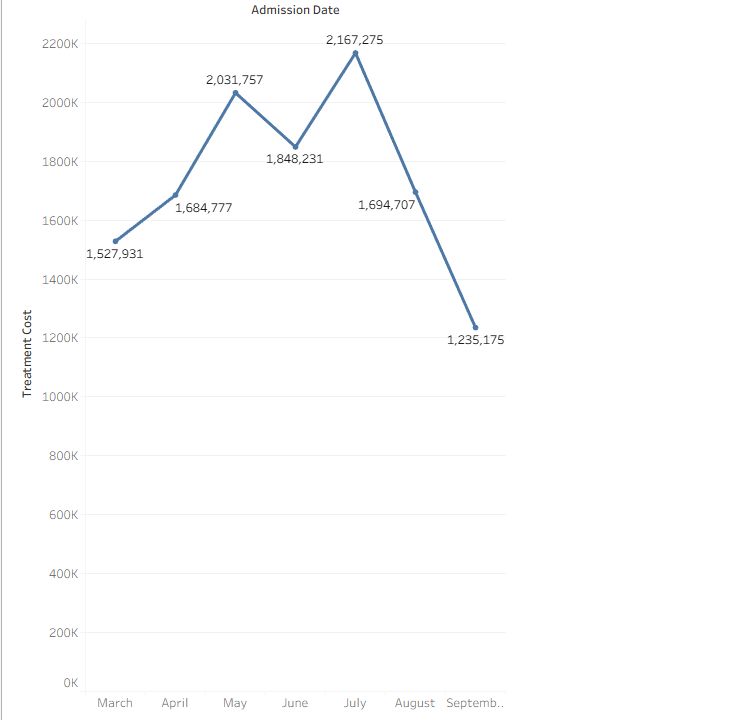 Admission Date
2200K
2000K
1800K
1600K
1400K
1200K
1000K
800K
600K
400K
200K
0K
Treatment Cost
1,527,931
1,684,777
2,031,757
1,848,231
2,167,275
1,694,707
1,235,175
March April May June July August Septemb..